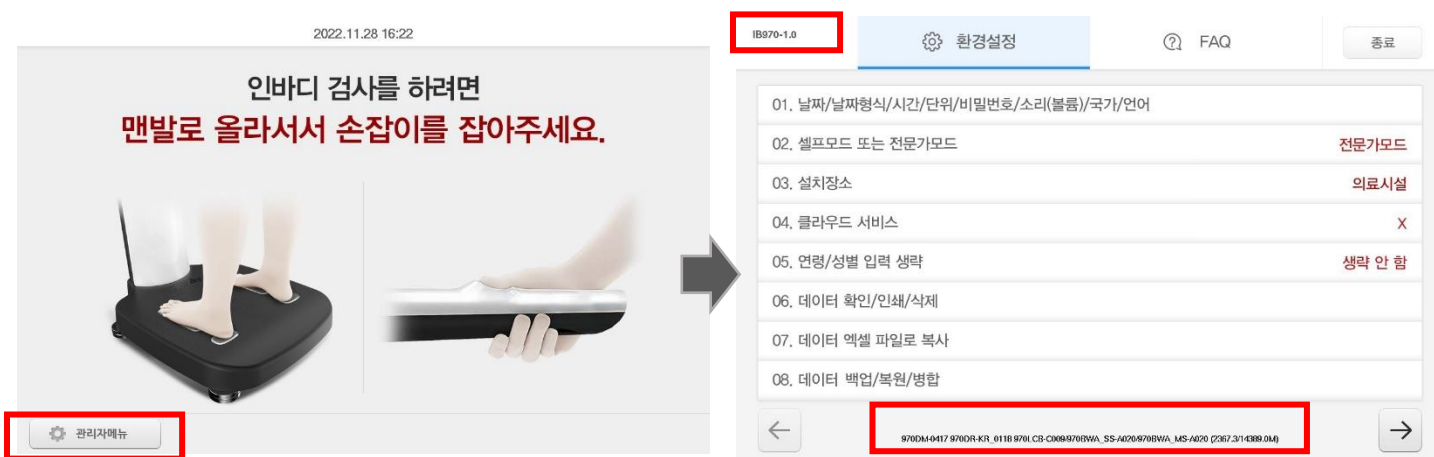 2022.11.28 16:22
인바디 검사를 하려면
맨발로 올라서서 손잡이를 잡아주세요.
관리자메뉴
IB970-1.0
환경설정
FAQ
종료
01. 날짜/날짜형식/시간/단위/비밀번호/소리(볼륨)/국가/언어
02. 셀프모드 또는 전문가모드 전문가모드
03. 설치장소 의료시설
04. 클라우드 서비스 X
05. 연령/성별 입력 생략 생략 안 함
06. 데이터 확인/인쇄/삭제
07. 데이터 엑셀 파일로 복사
08. 데이터 백업/복원/병합
970DM-0417 970DR-KR_011B 970LCB-C009/970BWA_SS-A020/970BWA_MS-A020 (2367.3/14389.0M)